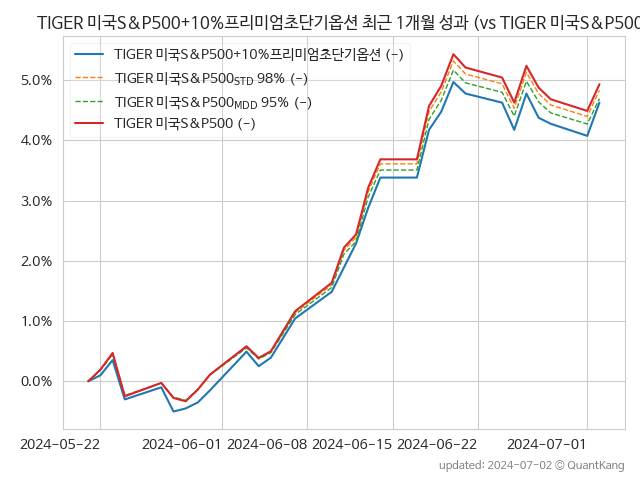 TIGER 미국S&P500+10%프리미엄초단기옵션 최근 1개월 성과 (vs TIGER 미국S&P500
TIGER 미국S&P500+10%프리미엄초단기옵션 (−)
TIGER 미국S&P500STD 98% (−)
TIGER 미국S&P500MDD 95% (−)
TIGER 미국S&P500 (−)
5.0%
4.0%
3.0%
2.0%
1.0%
0.0%
2024−05−22 2024−06−01 2024−06−08 2024−06−15 2024−06−22 2024−07−01
updated: 2024-07-02 © QuantKang